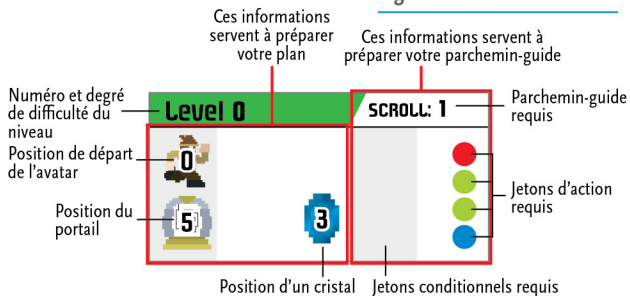 Ces informations
servent à préparer
votre plan
Ces informations servent à
préparer votre parchemin-guide
Numéro et degré
de difficulté du
niveau
Level 0
SCROLL: 1
Parchemin-guide
requis
Position de départ
de l'avatar
0
Position du
portail
5
3
Jetons d'action
requis
Position d'un cristal
Jetons conditionnels requis